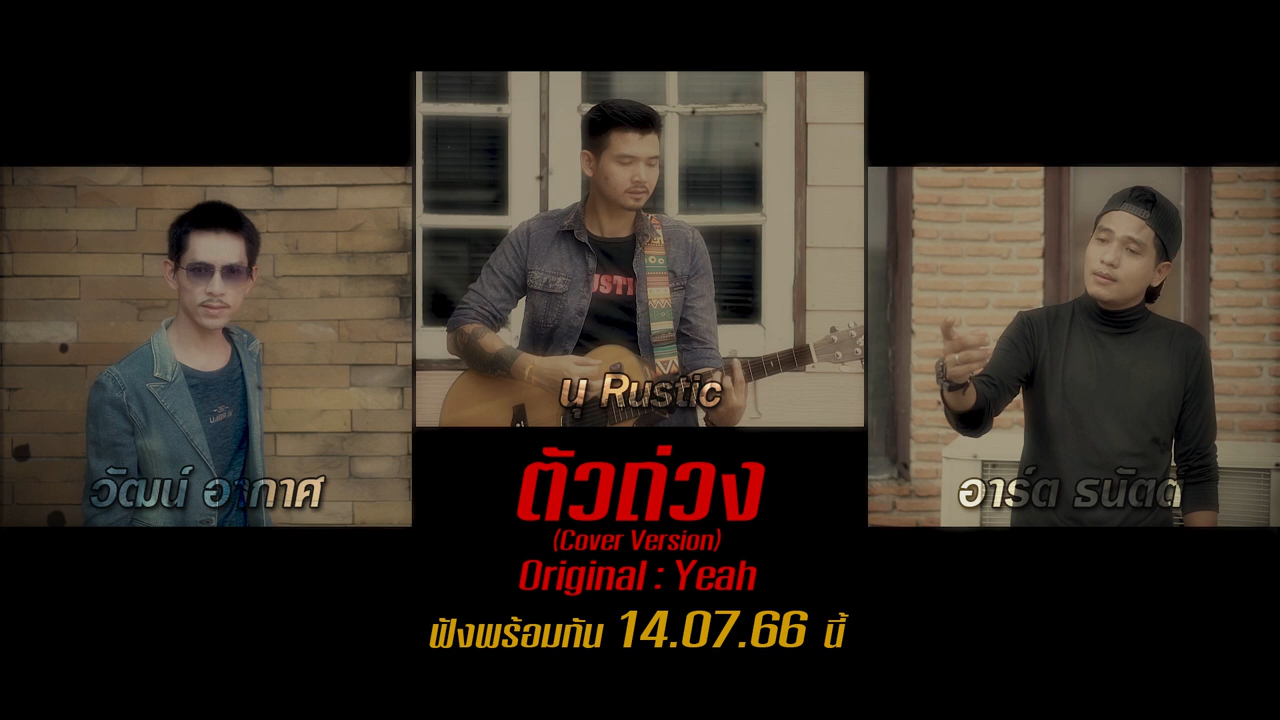 นุ Rustic
วัฒน์ อากาศ
อาร์ต ธนัตต์
ตัวถ่วง
(Cover Version)
Original : Yeah
ฟังพร้อมกัน 14.07.66 นี้